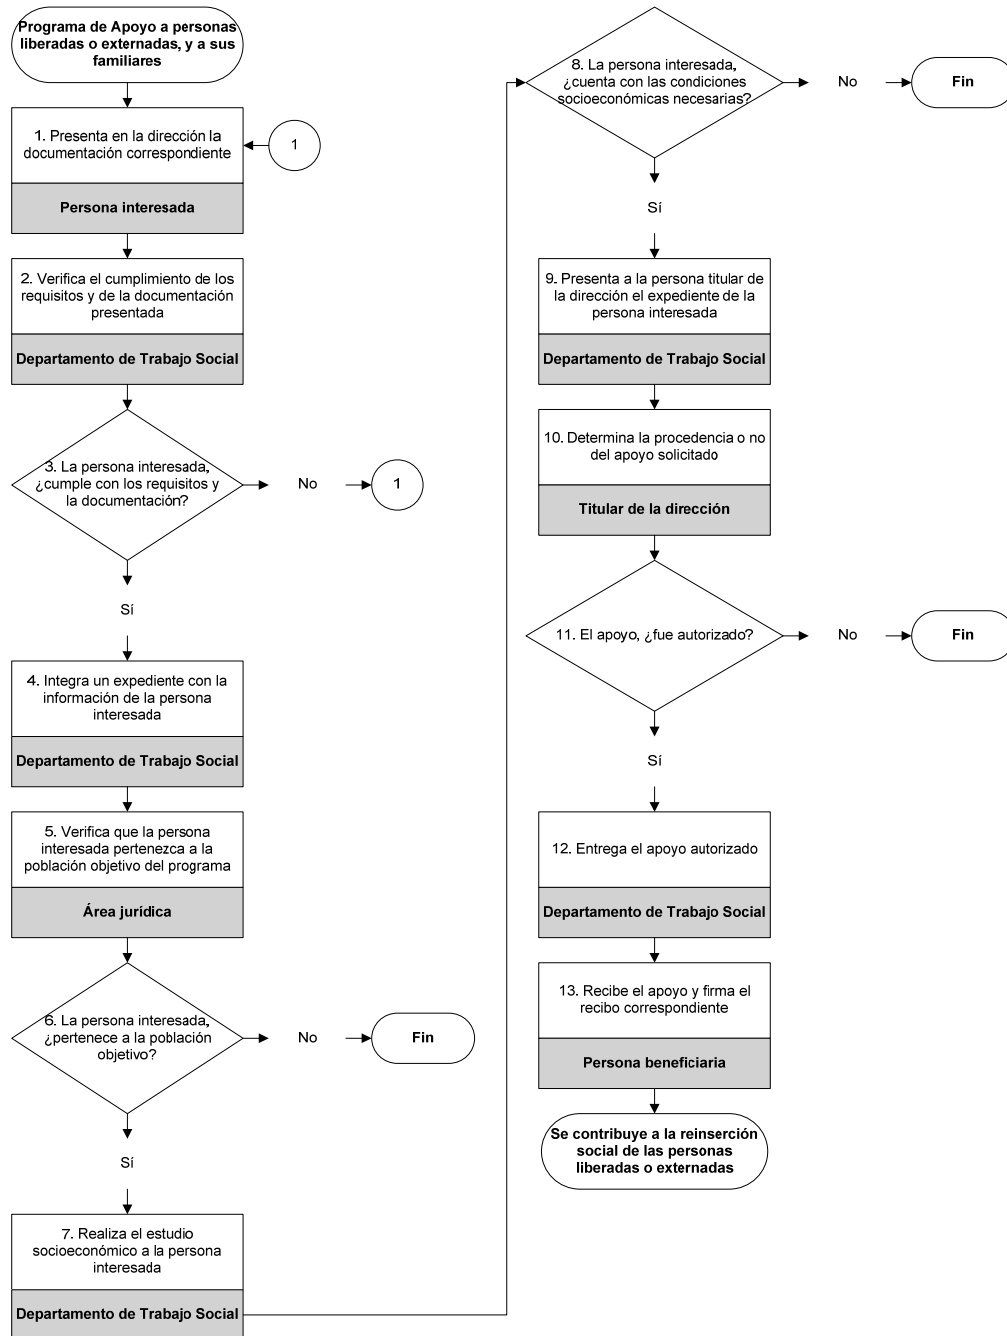 Programa de Apoyo a personas
liberadas o externadas, y a sus
familiares
1. Presenta en la dirección la
documentación correspondiente
1
Persona interesada
2. Verifica el cumplimiento de los
requisitos y de la documentación
presentada
Departamento de Trabajo Social
3. La persona interesada,
¿cumple con los requisitos y
la documentación?
No
1
Sí
4. Integra un expediente con la
información de la persona
interesada
Departamento de Trabajo Social
5. Verifica que la persona
interesada pertenezca a la
población objetivo del programa
Área jurídica
6. La persona interesada,
¿pertenece a la población
objetivo?
No
Fin
Sí
7. Realiza el estudio
socioeconómico a la persona
interesada
Departamento de Trabajo Social
8. La persona interesada,
¿cuenta con las condiciones
socioeconómicas necesarias?
No
Fin
Sí
9. Presenta a la persona titular de
la dirección el expediente de la
persona interesada
Departamento de Trabajo Social
10. Determina la procedencia o no
del apoyo solicitado
Titular de la dirección
11. El apoyo, ¿fue autorizado?
No
Fin
Sí
12. Entrega el apoyo autorizado
Departamento de Trabajo Social
13. Recibe el apoyo y firma el
recibo correspondiente
Persona beneficiaria
Se contribuye a la reinserción
social de las personas
liberadas o externadas